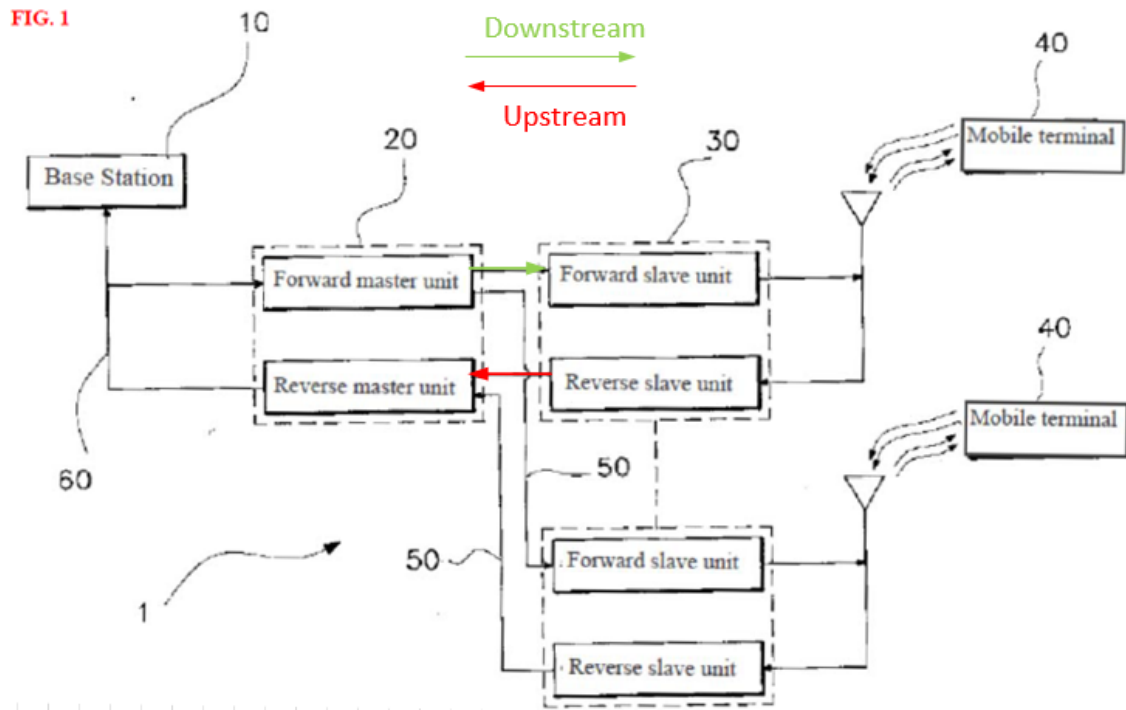 FIG. 1
10
Downstream
40
Upstream
Mobile terminal
20
30
Base Station
Forward master unit
Forward slave unit
40
Reverse master unit
Reverse slave unit
Mobile terminal
60
50
50
Forward slave unit
1
Reverse slave unit